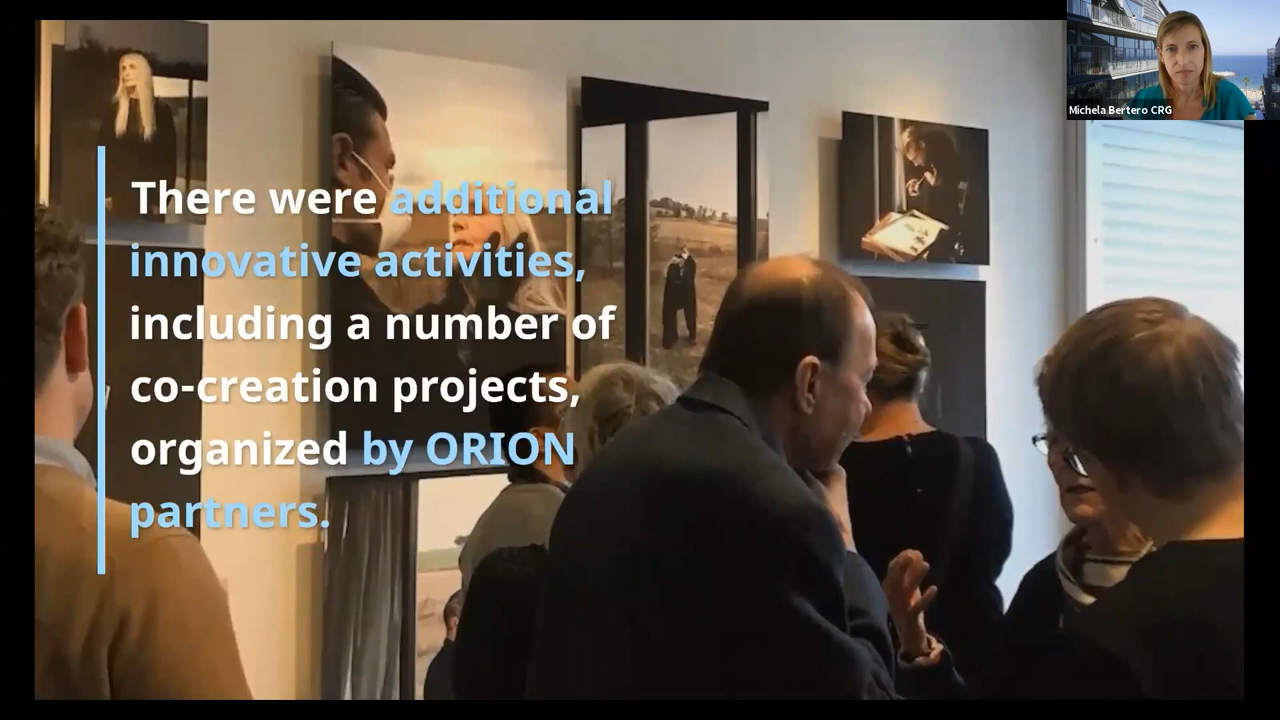 Michela Bertero CRG
There were additional
innovative activities,
including a number of
co-creation projects,
organized by ORION
partners.